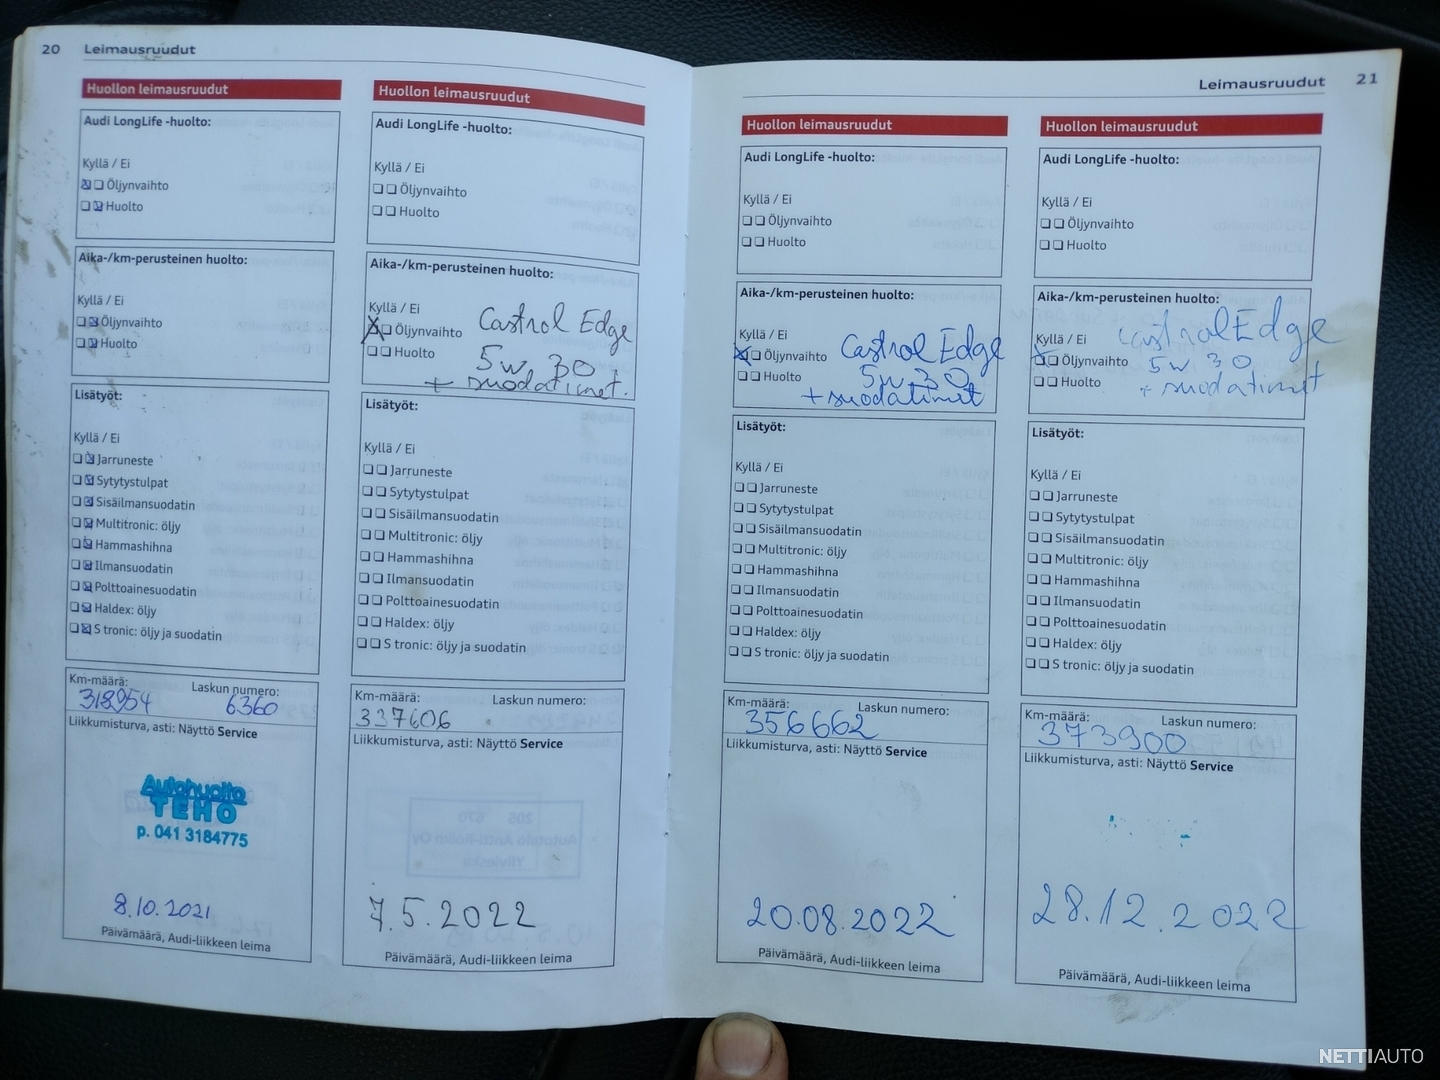 20 Leimausruudut
Huollon leimausruudut
Audi LongLife -huolto:
Kyllä / Ei
Öljynvaihto
Huolto
Aika-/km-perusteinen huolto:
Kyllä / Ei
Öljynvaihto
Huolto
Lisätyöt:
Kyllä / Ei
Jarruneste
Sytytystulpat
Sisäilmansuodatin
Multitronic: öljy
Hammashihna
Ilmansuodatin
Polttoainesuodatin
Haldex: öljy
S tronic: öljy ja suodatin
Km-määrä: Laskun numero:
318954 6360
Liikkumisturva, asti: Näyttö Service
Autohuolto
TEHO
p. 041 3184775
8.10.2021
Päivämäärä, Audi-liikkeen leima
Huollon leimausruudut
Audi LongLife -huolto:
Kyllä / Ei
Öljynvaihto
Huolto
Aika-/km-perusteinen huolto:
Kyllä / Ei
Öljynvaihto Castrol Edge
Huolto 5w 30
+ suodattimet.
Lisätyöt:
Kyllä / Ei
Jarruneste
Sytytystulpat
Sisäilmansuodatin
Multitronic: öljy
Hammashihna
Ilmansuodatin
Polttoainesuodatin
Haldex: öljy
S tronic: öljy ja suodatin
Km-määrä: Laskun numero:
337606
Liikkumisturva, asti: Näyttö Service
7.5.2022
Päivämäärä, Audi-liikkeen leima
Leimausruudut 21
Huollon leimausruudut
Audi LongLife -huolto:
Kyllä / Ei
Öljynvaihto
Huolto
Aika-/km-perusteinen huolto:
Kyllä / Ei
Öljynvaihto Castrol Edge
Huolto 5w 30
+ suodatimet
Lisätyöt:
Kyllä / Ei
Jarruneste
Sytytystulpat
Sisäilmansuodatin
Multitronic: öljy
Hammashihna
Ilmansuodatin
Polttoainesuodatin
Haldex: öljy
S tronic: öljy ja suodatin
Km-määrä: Laskun numero:
356662
Liikkumisturva, asti: Näyttö Service
20.08.2022
Päivämäärä, Audi-liikkeen leima
Huollon leimausruudut
Audi LongLife -huolto:
Kyllä / Ei
Öljynvaihto
Huolto
Aika-/km-perusteinen huolto:
Kyllä / Ei
Öljynvaihto Castrol Edge
Huolto 5w 30
+ suodattimet
Lisätyöt:
Kyllä / Ei
Jarruneste
Sytytystulpat
Sisäilmansuodatin
Multitronic: öljy
Hammashihna
Ilmansuodatin
Polttoainesuodatin
Haldex: öljy
S tronic: öljy ja suodatin
Km-määrä: Laskun numero:
373900
Liikkumisturva, asti: Näyttö Service
28.12.2022
Päivämäärä, Audi-liikkeen leima
NETTIAUTO